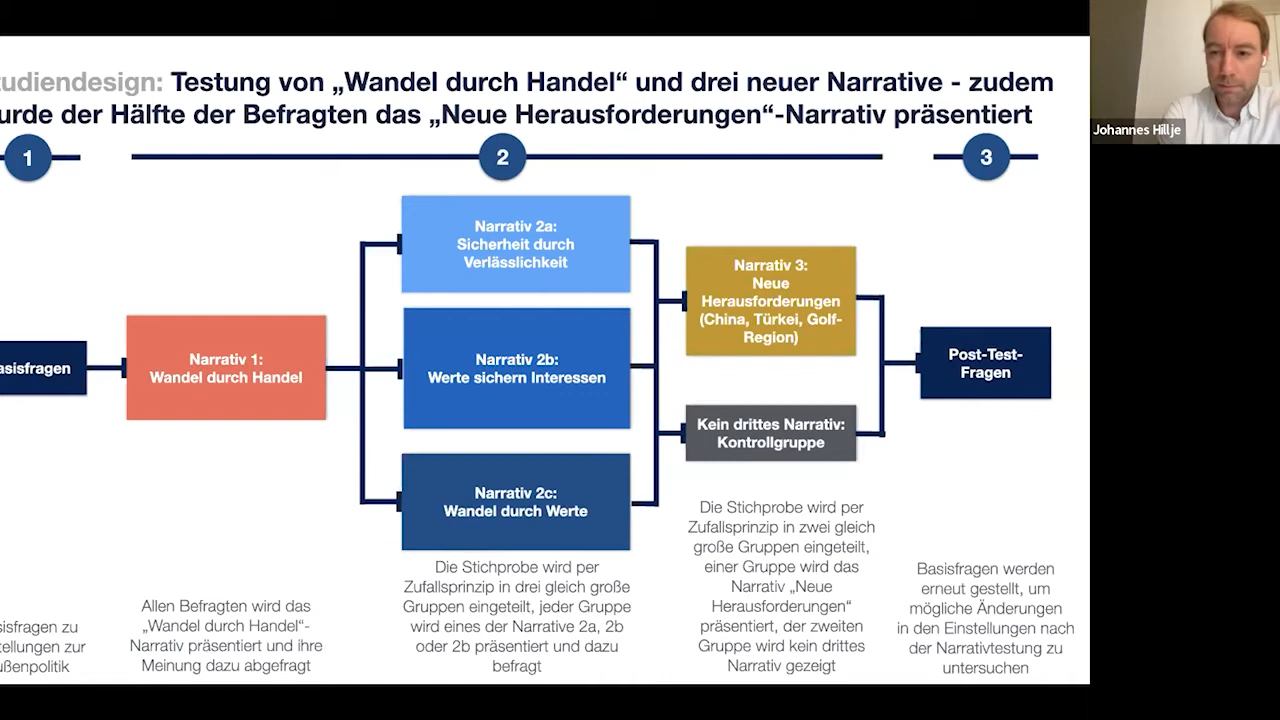 tudiendesign: Testung von „Wandel durch Handel“ und drei neuer Narrative - zudem
urde der Hälfte der Befragten das „Neue Herausforderungen“-Narrativ präsentiert
1
2
3
asisfragen
Narrativ 1:
Wandel durch Handel
Narrativ 2a:
Sicherheit durch
Verlässlichkeit
Narrativ 2b:
Werte sichern Interessen
Narrativ 2c:
Wandel durch Werte
Narrativ 3:
Neue
Herausforderungen
(China, Türkei, Golf-
Region)
Kein drittes Narrativ:
Kontrollgruppe
Post-Test-
Fragen
sisfragen zu
tellungen zur
ußenpolitik
Allen Befragten wird das
„Wandel durch Handel“-
Narrativ präsentiert und ihre
Meinung dazu abgefragt
Die Stichprobe wird per
Zufallsprinzip in drei gleich große
Gruppen eingeteilt, jeder Gruppe
wird eines der Narrative 2a, 2b
oder 2b präsentiert und dazu
befragt
Die Stichprobe wird per
Zufallsprinzip in zwei gleich
große Gruppen eingeteilt,
einer Gruppe wird das
Narrativ „Neue
Herausforderungen“
präsentiert, der zweiten
Gruppe wird kein drittes
Narrativ gezeigt
Basisfragen werden
erneut gestellt, um
mögliche Änderungen
in den Einstellungen nach
der Narrativtestung zu
untersuchen
Johannes Hillje